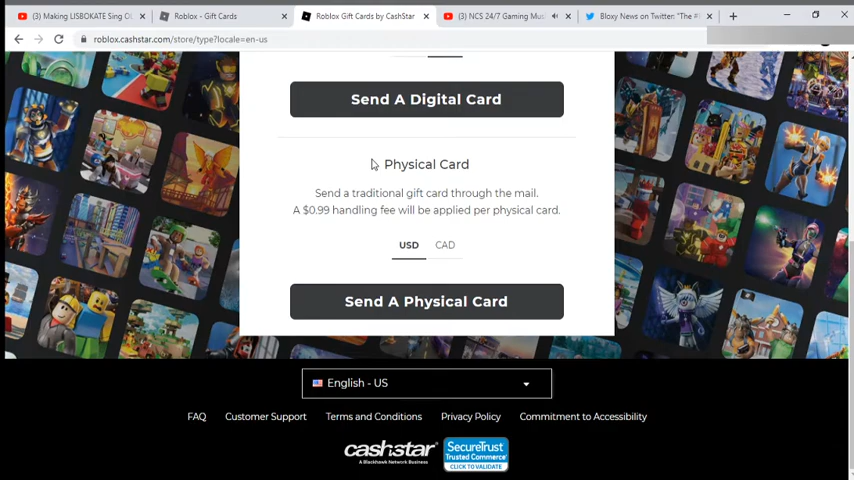 (3) Making LISBOKATE Sing O
Roblox - Gift Cards
Roblox Gift Cards by CashStar
(3) NCS 24/7 Gaming Mus
Bloxy News on Twitter: "The #
roblox.cashstar.com/store/type?locale=en-us
Send A Digital Card
Physical Card
Send a traditional gift card through the mail.
A $0.99 handling fee will be applied per physical card.
USD CAD
Send A Physical Card
English - US
FAQ Customer Support Terms and Conditions Privacy Policy Commitment to Accessibility
cashstar
A Blackhawk Network Business
SecureTrust
Trusted Commerce
CLICK TO VALIDATE